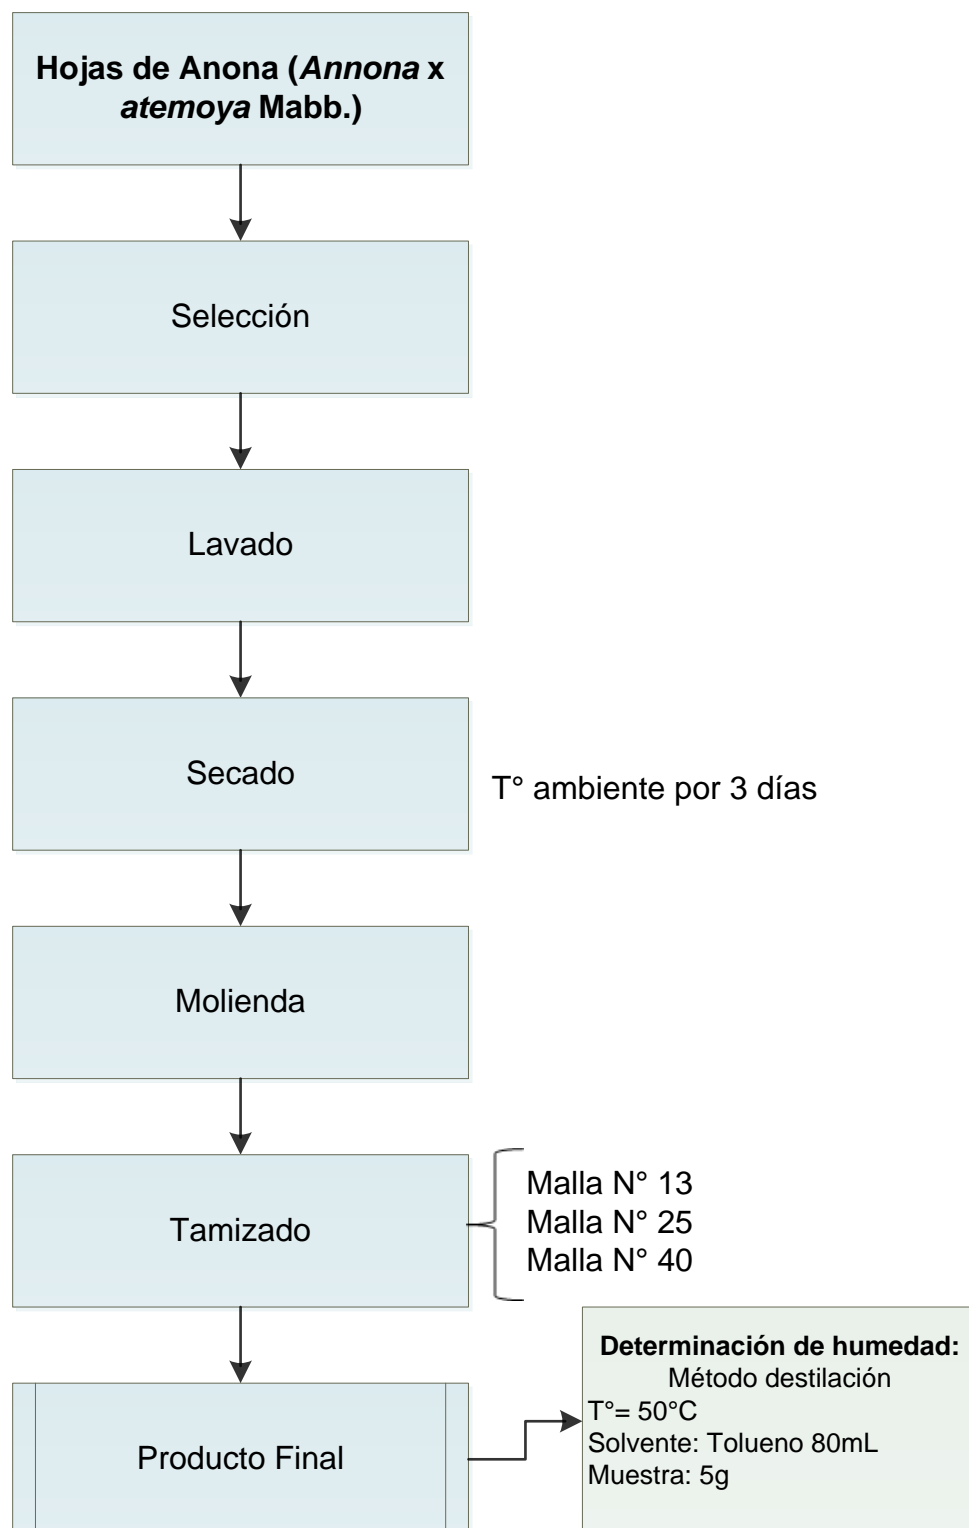 Hojas de Anona (Annona x
atemoya Mabb.)
Selección
Lavado
Secado
T° ambiente por 3 días
Molienda
Tamizado
Malla N° 13
Malla N° 25
Malla N° 40
Producto Final
Determinación de humedad:
Método destilación
T°= 50°C
Solvente: Tolueno 80mL
Muestra: 5g